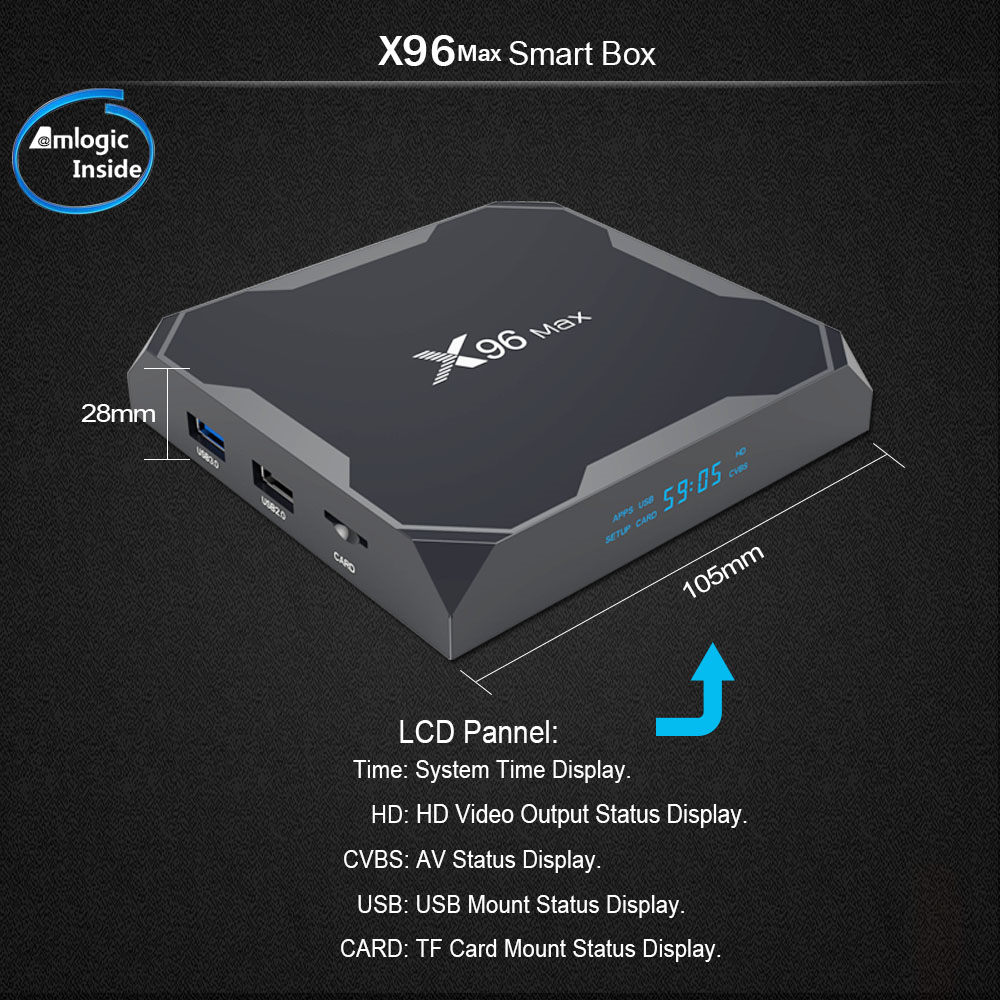 X96Max Smart Box
@mlogic
Inside
X96 Max
28mm
USB3.0
USB2.0
CARD
APPS USB 59:05 HD
SETUP CARD CVBS
105mm
LCD Pannel:
Time: System Time Display.
HD: HD Video Output Status Display.
CVBS: AV Status Display.
USB: USB Mount Status Display.
CARD: TF Card Mount Status Display.